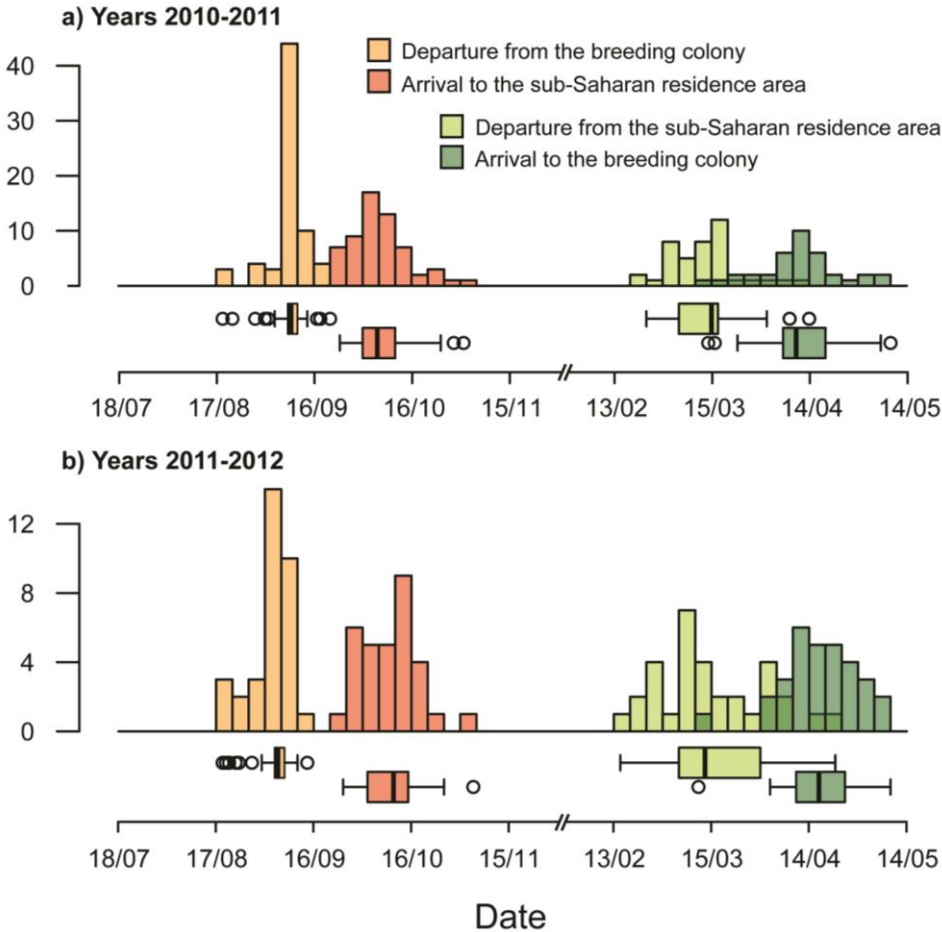 a) Years 2010-2011
Departure from the breeding colony
Arrival to the sub-Saharan residence area
Departure from the sub-Saharan residence area
Arrival to the breeding colony
40
30
20
10
0
18/07 17/08 16/09 16/10 15/11 // 13/02 15/03 14/04 14/05
b) Years 2011-2012
12
8
4
0
18/07 17/08 16/09 16/10 15/11 // 13/02 15/03 14/04 14/05
Date